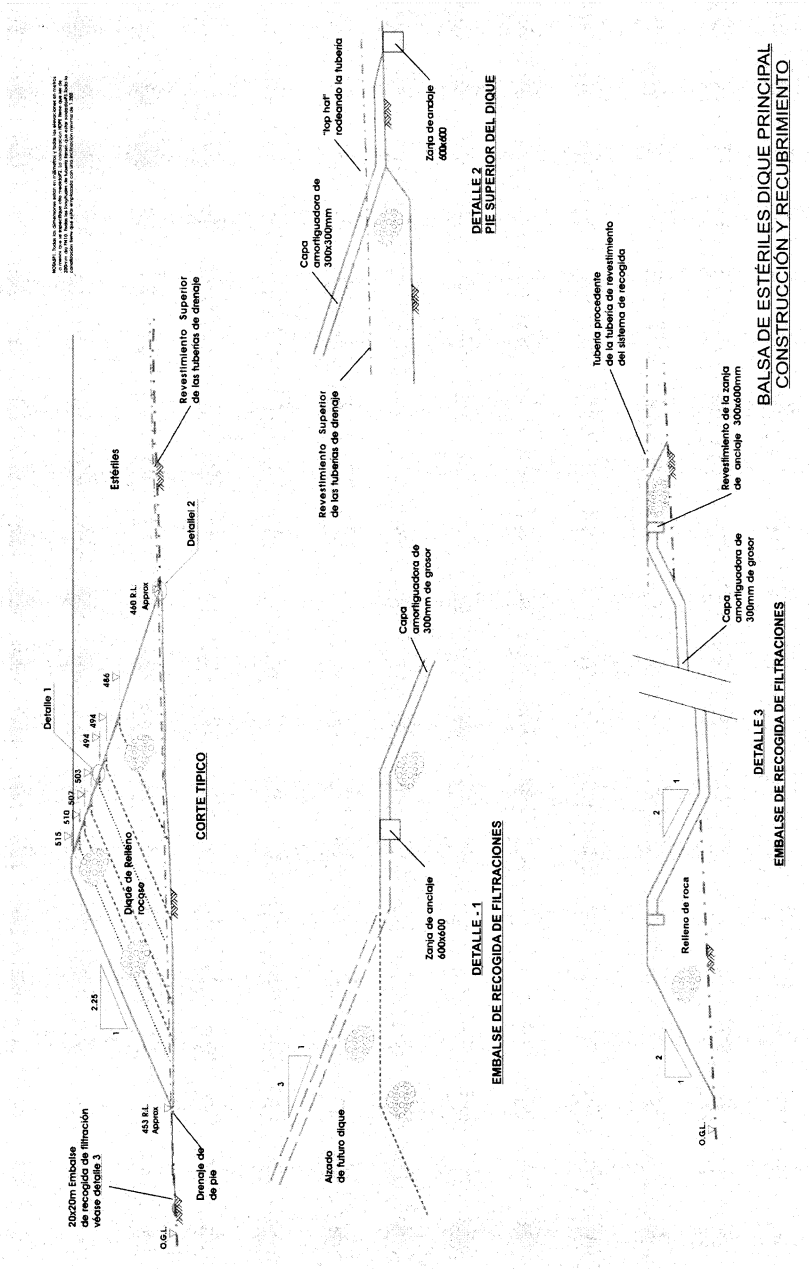 20x20m Embalse
de recogida de filtración
véase detalle 3
O.G.L.
453 R.L.
Approx
Drenaje de
de pie
2.25
1
Dique de Relleno
rocase
515
510
507
503
494
494
486
Detalle 1
460 R.L.
Approx
Detallel 2
Estériles
Revestimiento Superior
de las tuberias de drenaje
CORTE TIPICO
Alzado
de futuro dique
3
1
Zanja de anclaje
600x600
Capa
amortiguadora de
300mm de grosor
DETALLE - 1
EMBALSE DE RECOGIDA DE FILTRACIONES
Revestimiento Superior
de las tuberias de drenaje
Capa
amortiguadora de
300x300mm
"top hat"
rodeando la tuberia
Zanja de andaje
600x600
DETALLE 2
PIE SUPERIOR DEL DIQUE
O.G.L.
2
1
Relleno de roca
2
1
Capa
amortiguadora de
300mm de grosor
Revestimiento de la zanja
de anclaje 300x600mm
Tuberia procedente
de la tuberia de revestimiento
del sistema de recogida
DETALLE 3
EMBALSE DE RECOGIDA DE FILTRACIONES
BALSA DE ESTÉRILES DIQUE PRINCIPAL
CONSTRUCCIÓN Y RECUBRIMIENTO